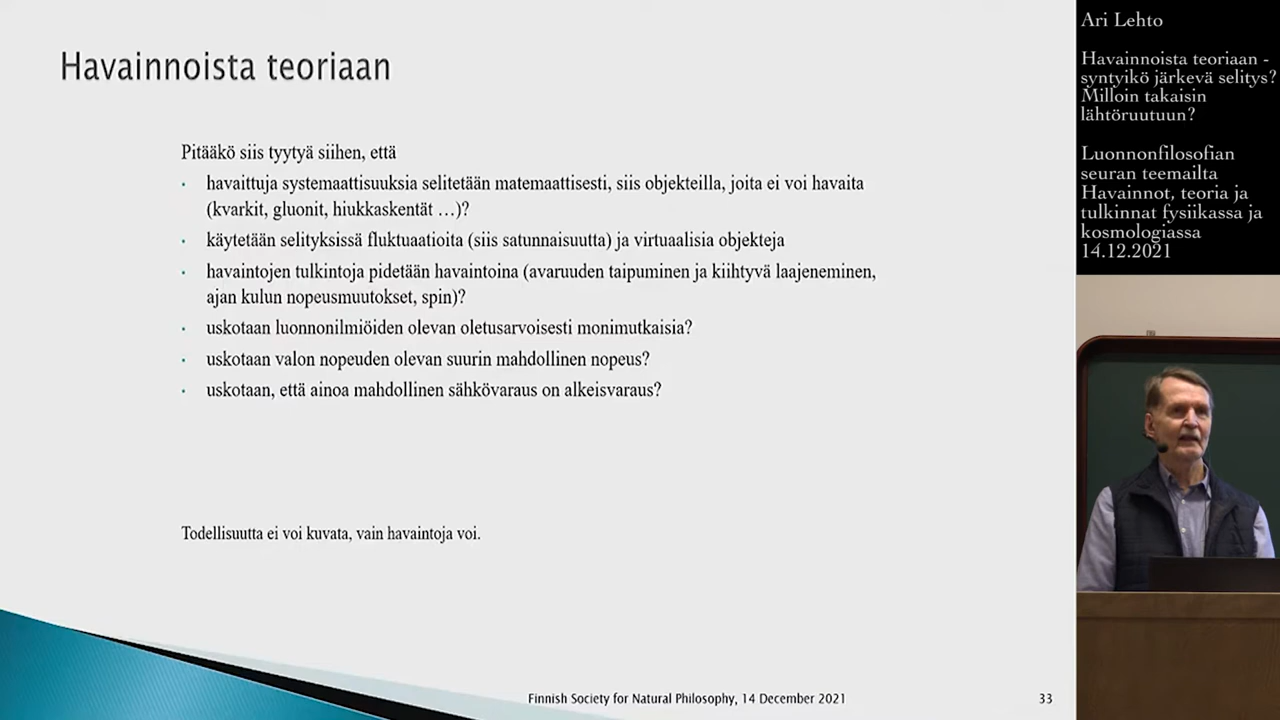 Havainnoista teoriaan
Pitääkö siis tyytyä siihen, että
· havaittuja systemaattisuuksia selitetään matemaattisesti, siis objekteilla, joita ei voi havaita
(kvarkit, gluonit, hiukkaskentät …)?
· käytetään selityksissä fluktuaatioita (siis satunnaisuutta) ja virtuaalisia objekteja
· havaintojen tulkintoja pidetään havaintoina (avaruuden taipuminen ja kiihtyvä laajeneminen,
ajan kulun nopeusmuutokset, spin)?
· uskotaan luonnonilmiöiden olevan oletusarvoisesti monimutkaisia?
· uskotaan valon nopeuden olevan suurin mahdollinen nopeus?
· uskotaan, että ainoa mahdollinen sähkövaraus on alkeisvaraus?
Todellisuutta ei voi kuvata, vain havaintoja voi.
Finnish Society for Natural Philosophy, 14 December 2021
33
Ari Lehto
Havainnoista teoriaan -
syntyikö järkevä selitys?
Milloin takaisin
lähtöruutuun?
Luonnonfilosofian
seuran teemailta
Havainnot, teoria ja
tulkinnat fysiikassa ja
kosmologiassa
14.12.2021